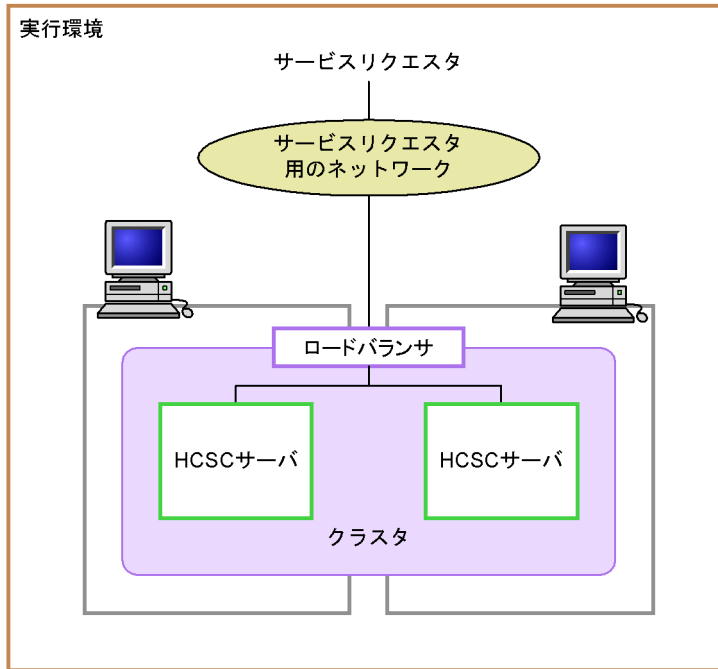 実行環境
サービスリクエスタ
サービスリクエスタ
用のネットワーク
ロードバランサ
HCSCサーバ
HCSCサーバ
クラスタ